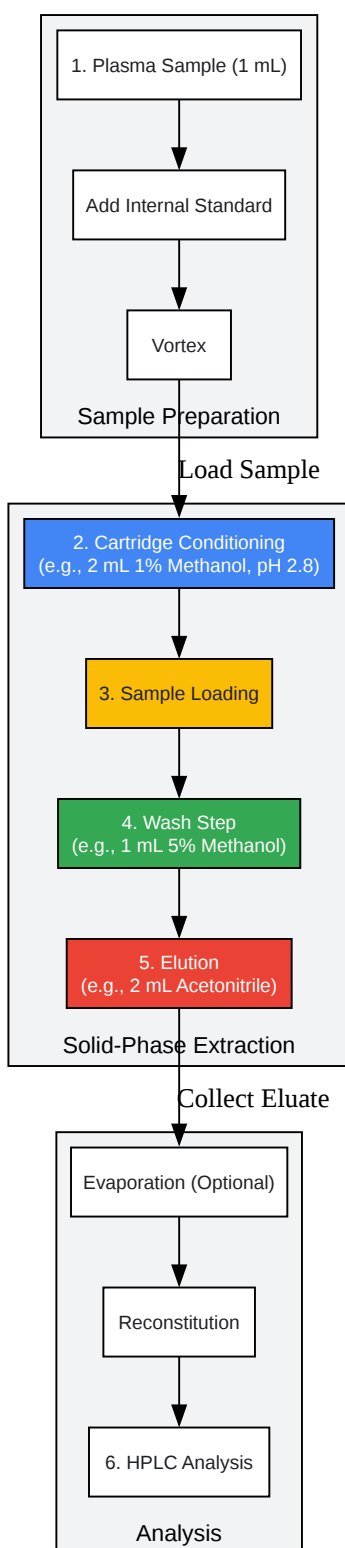 1. Plasma Sample (1 mL)
Add Internal Standard
Vortex
Sample Preparation
Load Sample
2. Cartridge Conditioning
(e.g., 2 mL 1% Methanol, pH 2.8)
3. Sample Loading
4. Wash Step
(e.g., 1 mL 5% Methanol)
5. Elution
(e.g., 2 mL Acetonitrile)
Solid-Phase Extraction
Collect Eluate
Evaporation (Optional)
Reconstitution
6. HPLC Analysis
Analysis